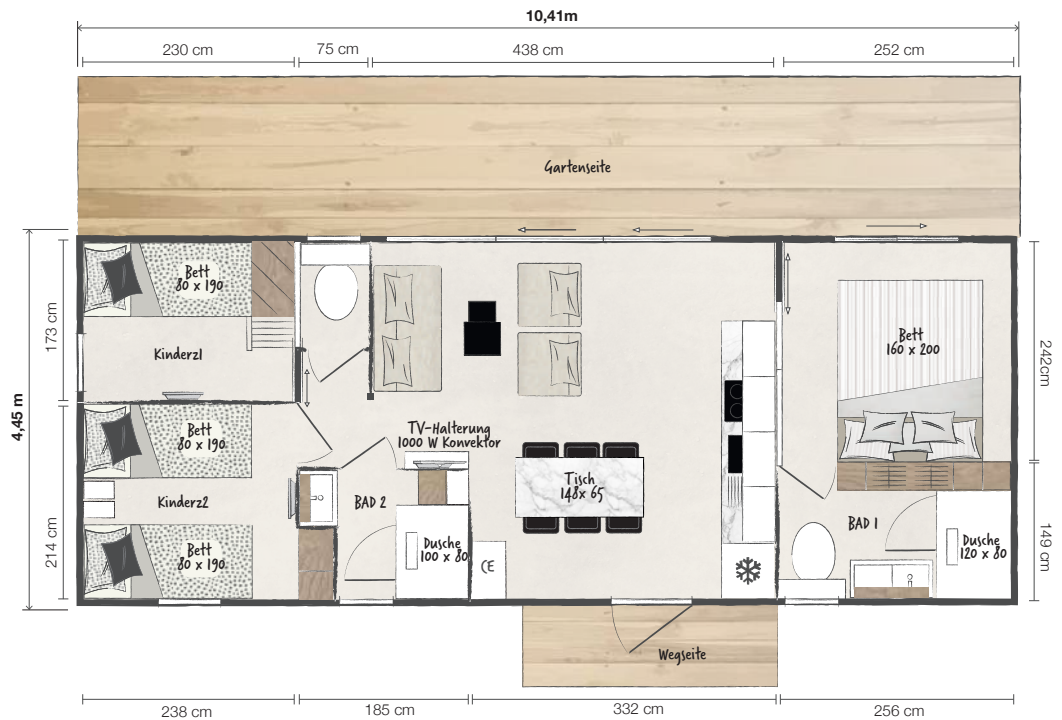 10,41m
230 cm
75 cm
438 cm
252 cm
Gartenseite
4,45 m
173 cm
214 cm
Bett
80 x 190
Kinderz1
Bett
80 x 190
Kinderz2
Bett
80 x 190
TV-Halterung
1000 W Konvektor
BAD 2
Dusche
100 x 80
CE
Tisch
148x 65
Bett
160 x 200
BAD 1
Dusche
120 x 80
242cm
149 cm
Wegseite
238 cm
185 cm
332 cm
256 cm